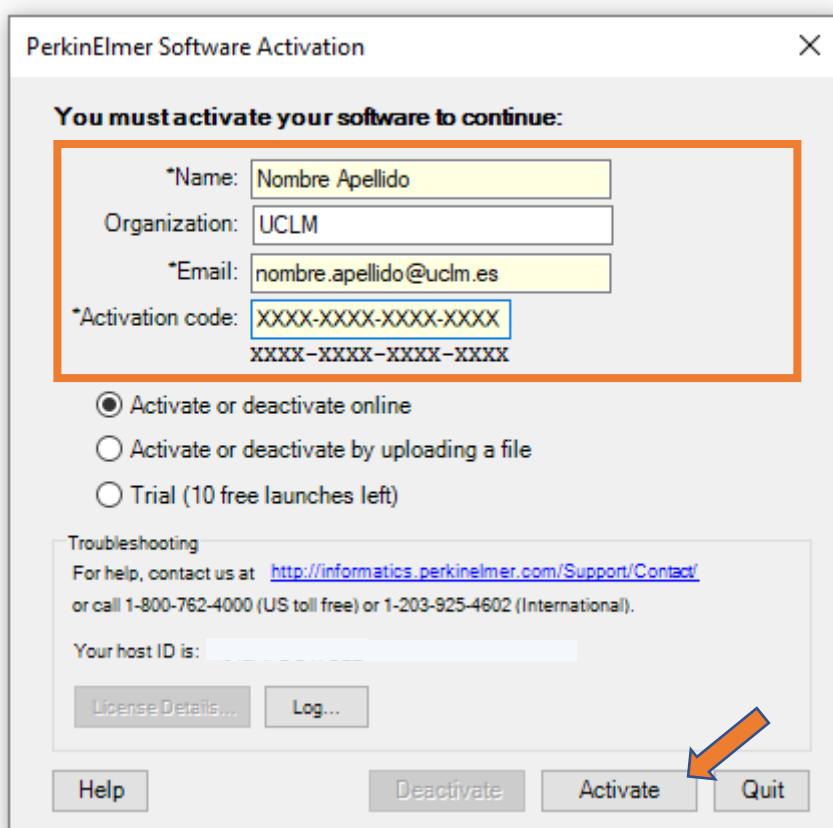 PerkinElmer Software Activation
You must activate your software to continue:
*Name: Nombre Apellido
Organization: UCLM
*Email: nombre.apellido@uclm.es
*Activation code: XXXX-XXXX-XXXX-XXXX
XXXX-XXXX-XXXX-XXXX
Activate or deactivate online
Activate or deactivate by uploading a file
Trial (10 free launches left)
Troubleshooting
For help, contact us at http://informatics.perkinelmer.com/Support/Contact/
or call 1-800-762-4000 (US toll free) or 1-203-925-4602 (International).
Your host ID is:
License Details... Log...
Help Deactivate Activate Quit